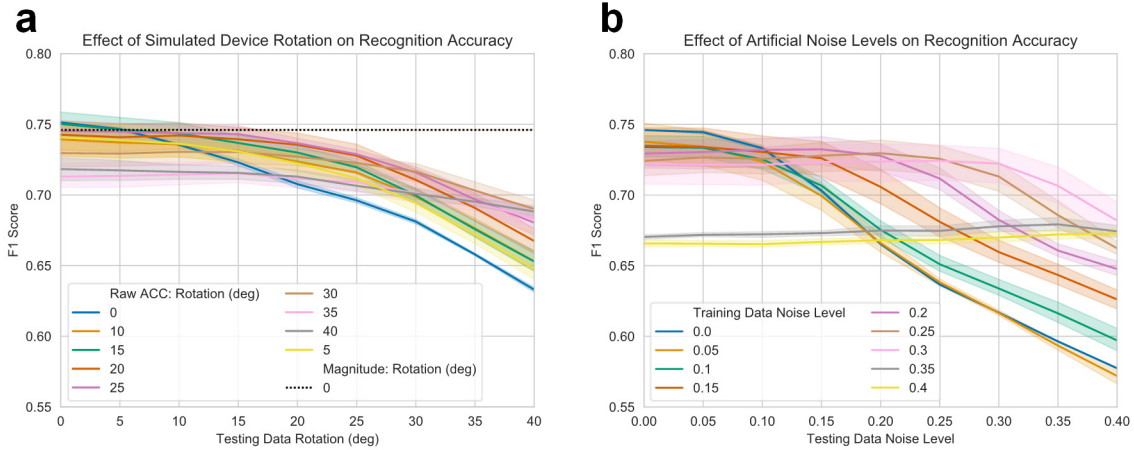 a
Effect of Simulated Device Rotation on Recognition Accuracy
0.80
0.75
0.70
0.65
0.60
0.55
F1 Score
0 5 10 15 20 25 30 35 40
Testing Data Rotation (deg)
Raw ACC: Rotation (deg)
0
10
15
20
25
30
35
40
5
Magnitude: Rotation (deg)
0
b
Effect of Artificial Noise Levels on Recognition Accuracy
0.80
0.75
0.70
0.65
0.60
0.55
F1 Score
0.00 0.05 0.10 0.15 0.20 0.25 0.30 0.35 0.40
Testing Data Noise Level
Training Data Noise Level
0.0
0.05
0.1
0.15
0.2
0.25
0.3
0.35
0.4